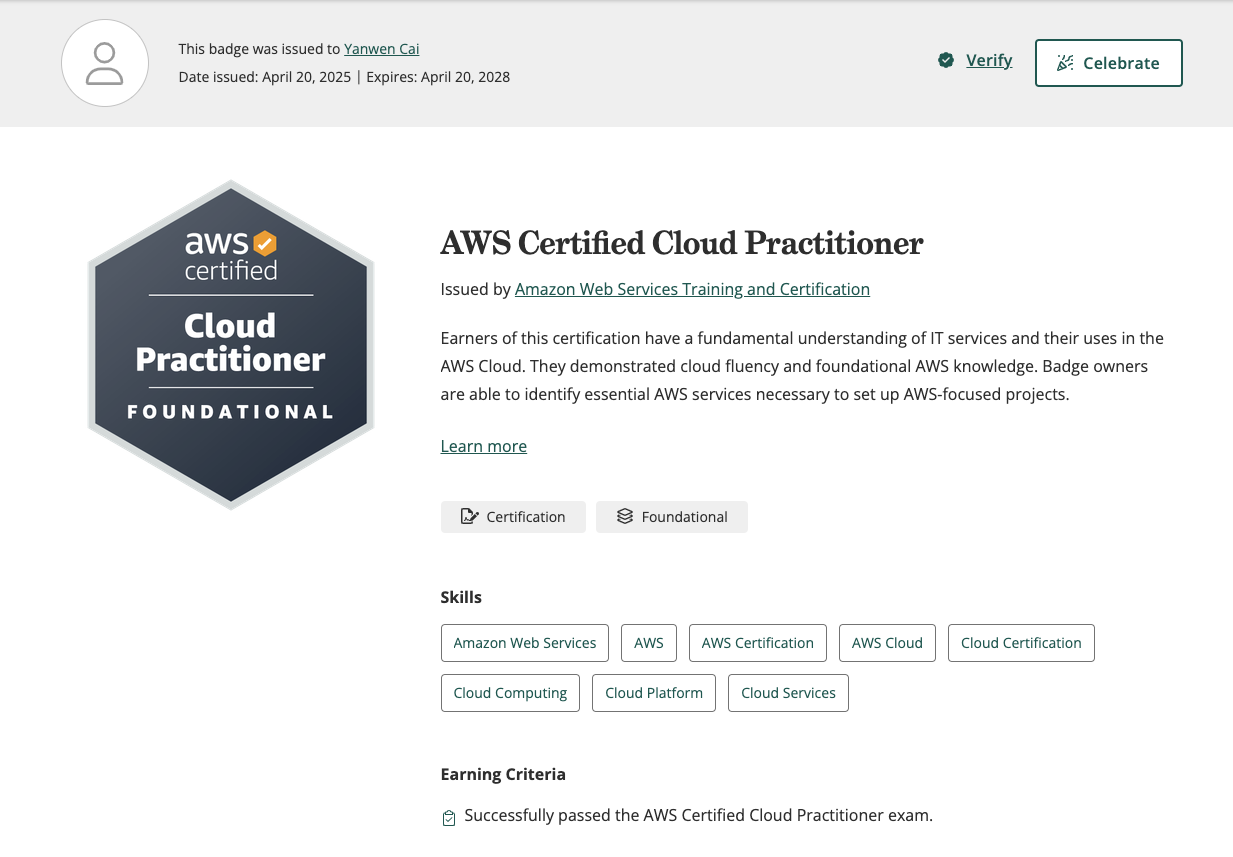 This badge was issued to Yanwen Cai
Date issued: April 20, 2025 | Expires: April 20, 2028
Verify
Celebrate
aws
certified
Cloud
Practitioner
FOUNDATIONAL
AWS Certified Cloud Practitioner
Issued by Amazon Web Services Training and Certification
Earners of this certification have a fundamental understanding of IT services and their uses in the
AWS Cloud. They demonstrated cloud fluency and foundational AWS knowledge. Badge owners
are able to identify essential AWS services necessary to set up AWS-focused projects.
Learn more
Certification
Foundational
Skills
Amazon Web Services
AWS
AWS Certification
AWS Cloud
Cloud Certification
Cloud Computing
Cloud Platform
Cloud Services
Earning Criteria
Successfully passed the AWS Certified Cloud Practitioner exam.